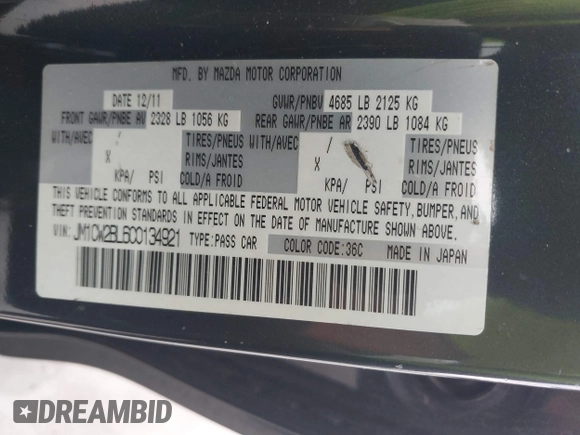 MFD. BY MAZDA MOTOR CORPORATION
DATE 12/11 GVWR/PNBV 4685 LB 2125 KG
FRONT GAWR/PNBE AV 2328 LB 1056 KG REAR GAWR/PNBE AR 2390 LB 1084 KG
WITH/AVEC / TIRES/PNEUS WITH/AVEC / TIRES/PNEUS
X RIMS/JANTES X RIMS/JANTES
KPA/ PSI COLD/A FROID KPA/ PSI COLD/A FROID
THIS VEHICLE CONFORMS TO ALL APPLICABLE FEDERAL MOTOR VEHICLE SAFETY, BUMPER, AND
THEFT PREVENTION STANDARDS IN EFFECT ON THE DATE OF MANUFACTURE SHOWN ABOVE.
VIN: JM1CW2BL6C0134921 TYPE:PASS CAR COLOR CODE:36C MADE IN JAPAN
DREAMBID